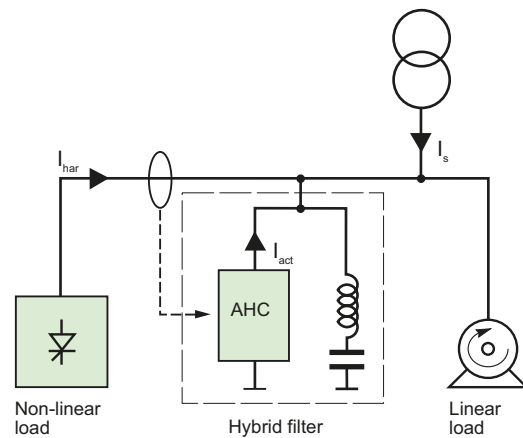 I_s
I_har
I_act
AHC
Non-linear
load
Hybrid filter
Linear
load